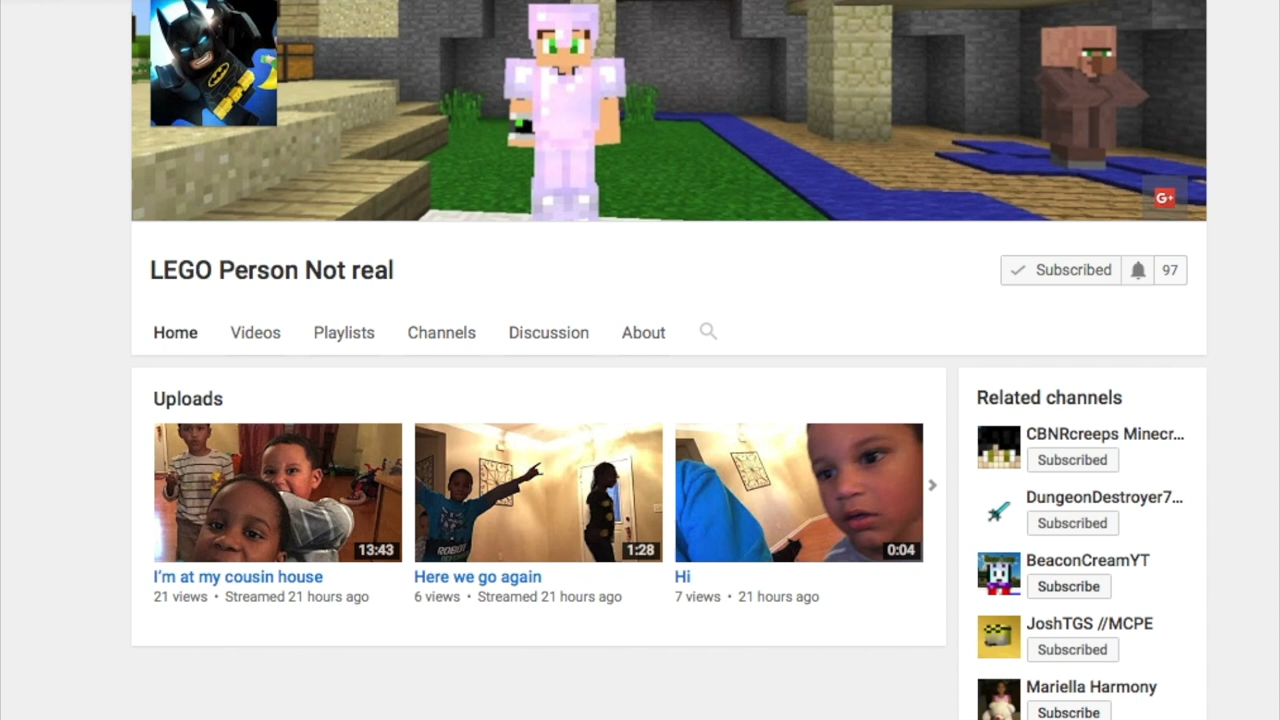 G+
LEGO Person Not real
Subscribed 97
Home Videos Playlists Channels Discussion About
Uploads
13:43
1:28
0:04
ROBOT
I'm at my cousin house
21 views • Streamed 21 hours ago
Here we go again
6 views • Streamed 21 hours ago
Hi
7 views • 21 hours ago
Related channels
CBNRcreeps Minecr...
Subscribed
DungeonDestroyer7...
Subscribed
BeaconCreamYT
Subscribe
JoshTGS //MCPE
Subscribed
Mariella Harmony
Subscribe